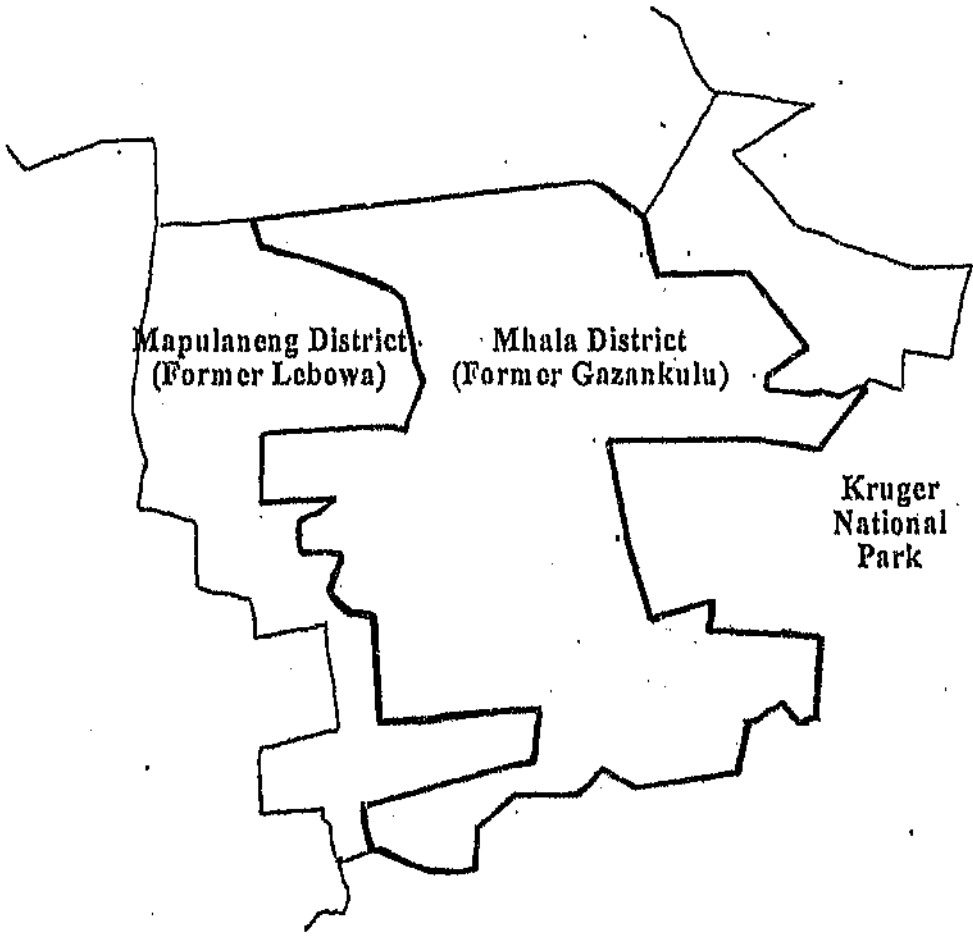 Mapulaneng District
(Former Lebowa)
Mhala District
(Former Gazankulu)
Kruger
National
Park